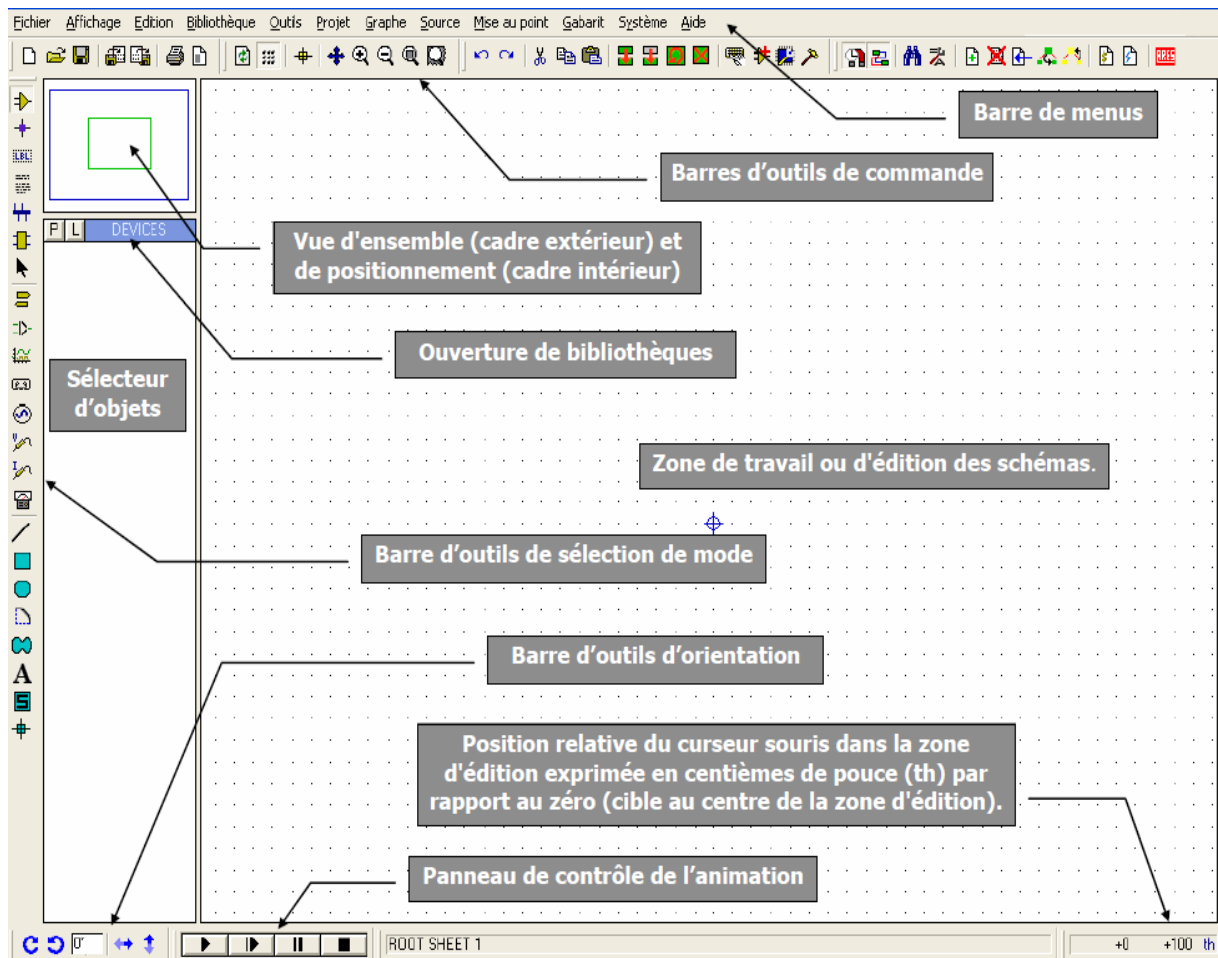 Fichier Affichage Edition Bibliothèque Outils Projet Graphe Source Mise au point Gabarit Système Aide
ARES
Barre de menus
Barres d'outils de commande
LBL
P L DEVICES
Vue d'ensemble (cadre extérieur) et
de positionnement (cadre intérieur)
Ouverture de bibliothèques
Sélecteur
d'objets
Zone de travail ou d'édition des schémas.
Barre d'outils de sélection de mode
Barre d'outils d'orientation
A
S
Position relative du curseur souris dans la zone
d'édition exprimée en centièmes de pouce (th) par
rapport au zéro (cible au centre de la zone d'édition).
Panneau de contrôle de l'animation
0° ROOT SHEET 1 +0 +100 th